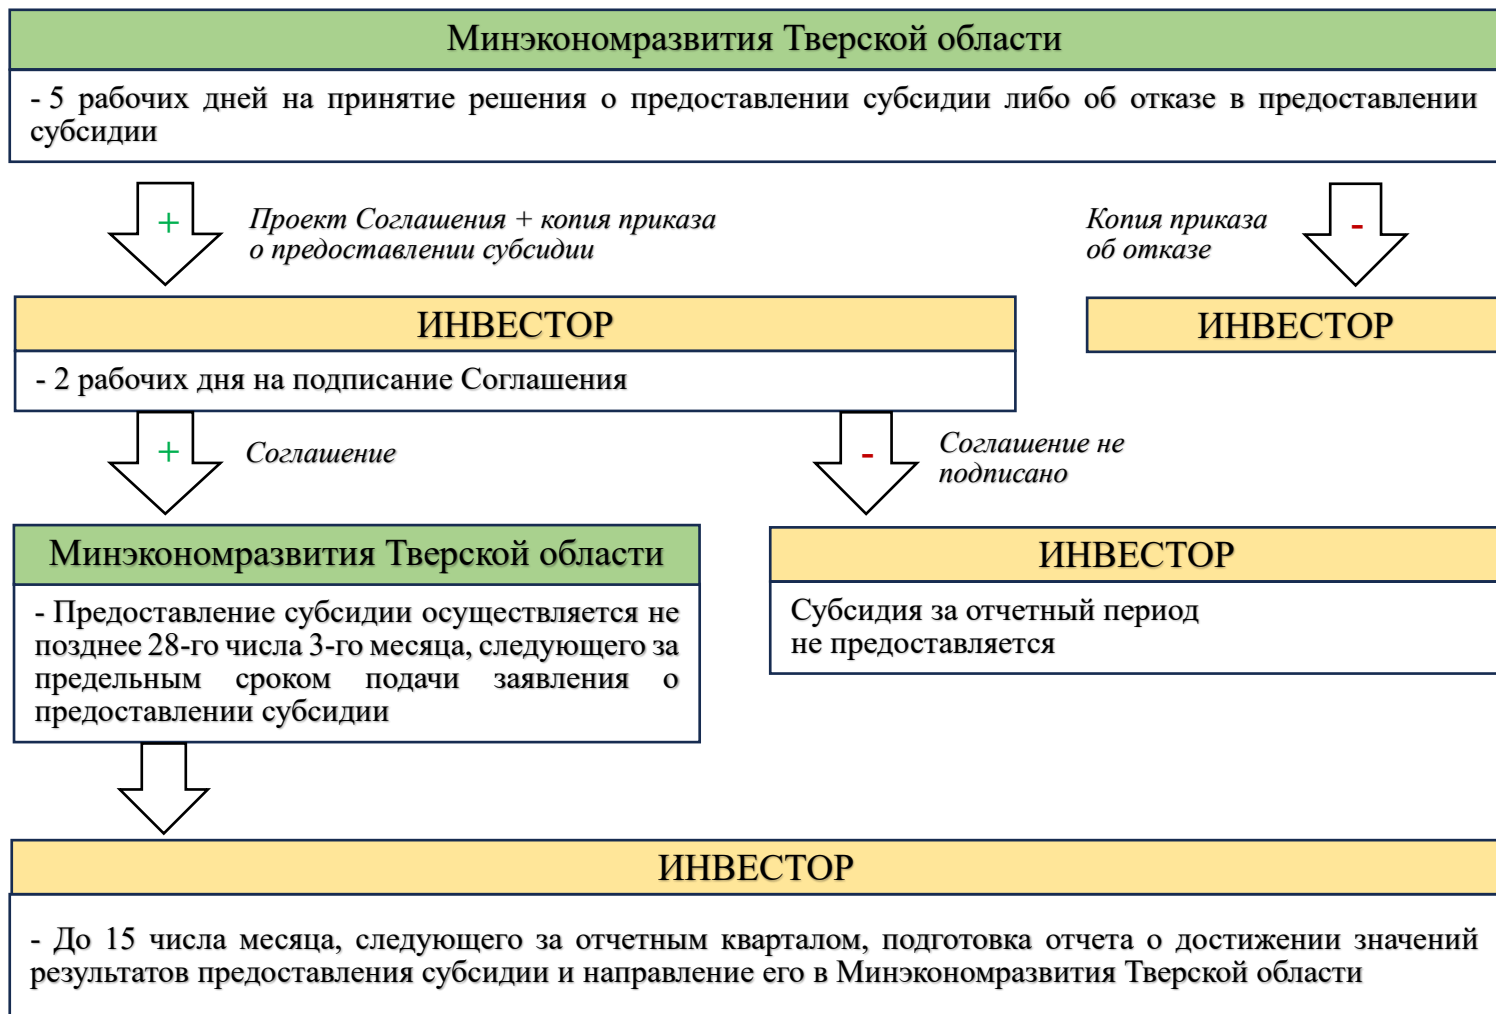 Минэкономразвития Тверской области
- 5 рабочих дней на принятие решения о предоставлении субсидии либо об отказе в предоставлении
субсидии
+
Проект Соглашения + копия приказа
о предоставлении субсидии
Копия приказа
об отказе
-
ИНВЕСТОР
- 2 рабочих дня на подписание Соглашения
ИНВЕСТОР
+
Соглашение
-
Соглашение не
подписано
Минэкономразвития Тверской области
- Предоставление субсидии осуществляется не
позднее 28-го числа 3-го месяца, следующего за
предельным сроком подачи заявления о
предоставлении субсидии
ИНВЕСТОР
Субсидия за отчетный период
не предоставляется
ИНВЕСТОР
- До 15 числа месяца, следующего за отчетным кварталом, подготовка отчета о достижении значений
результатов предоставления субсидии и направление его в Минэкономразвития Тверской области